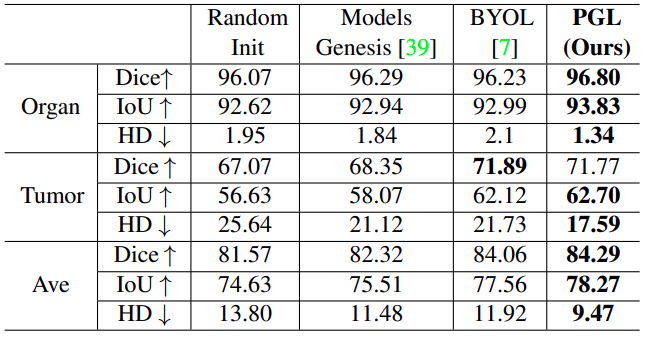 Random Models BYOL PGL
Init Genesis [39] [7] (Ours)
Organ Dice↑ 96.07 96.29 96.23 96.80
IoU ↑ 92.62 92.94 92.99 93.83
HD ↓ 1.95 1.84 2.1 1.34
Tumor Dice ↑ 67.07 68.35 71.89 71.77
IoU ↑ 56.63 58.07 62.12 62.70
HD ↓ 25.64 21.12 21.73 17.59
Ave Dice ↑ 81.57 82.32 84.06 84.29
IoU ↑ 74.63 75.51 77.56 78.27
HD ↓ 13.80 11.48 11.92 9.47